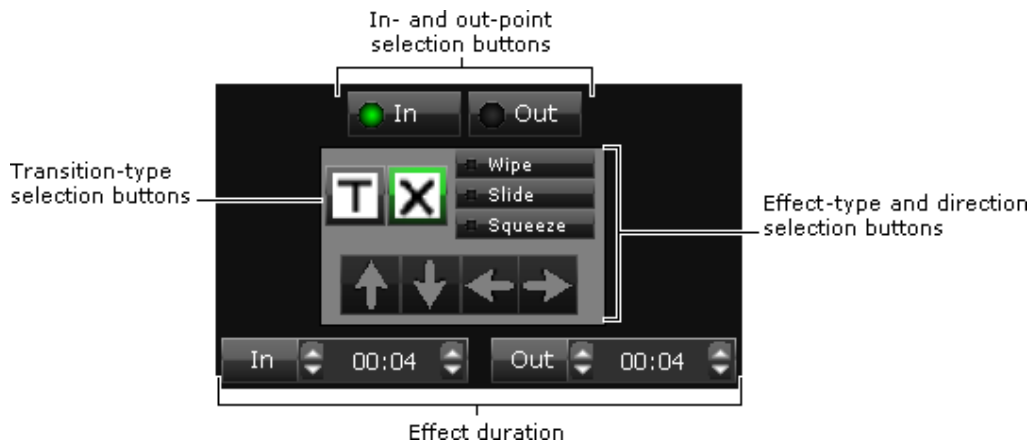 In- and out-point
selection buttons
In Out
Transition-type
selection buttons
T X
Wipe
Slide
Squeeze
Effect-type and direction
selection buttons
In 00:04 Out 00:04
Effect duration